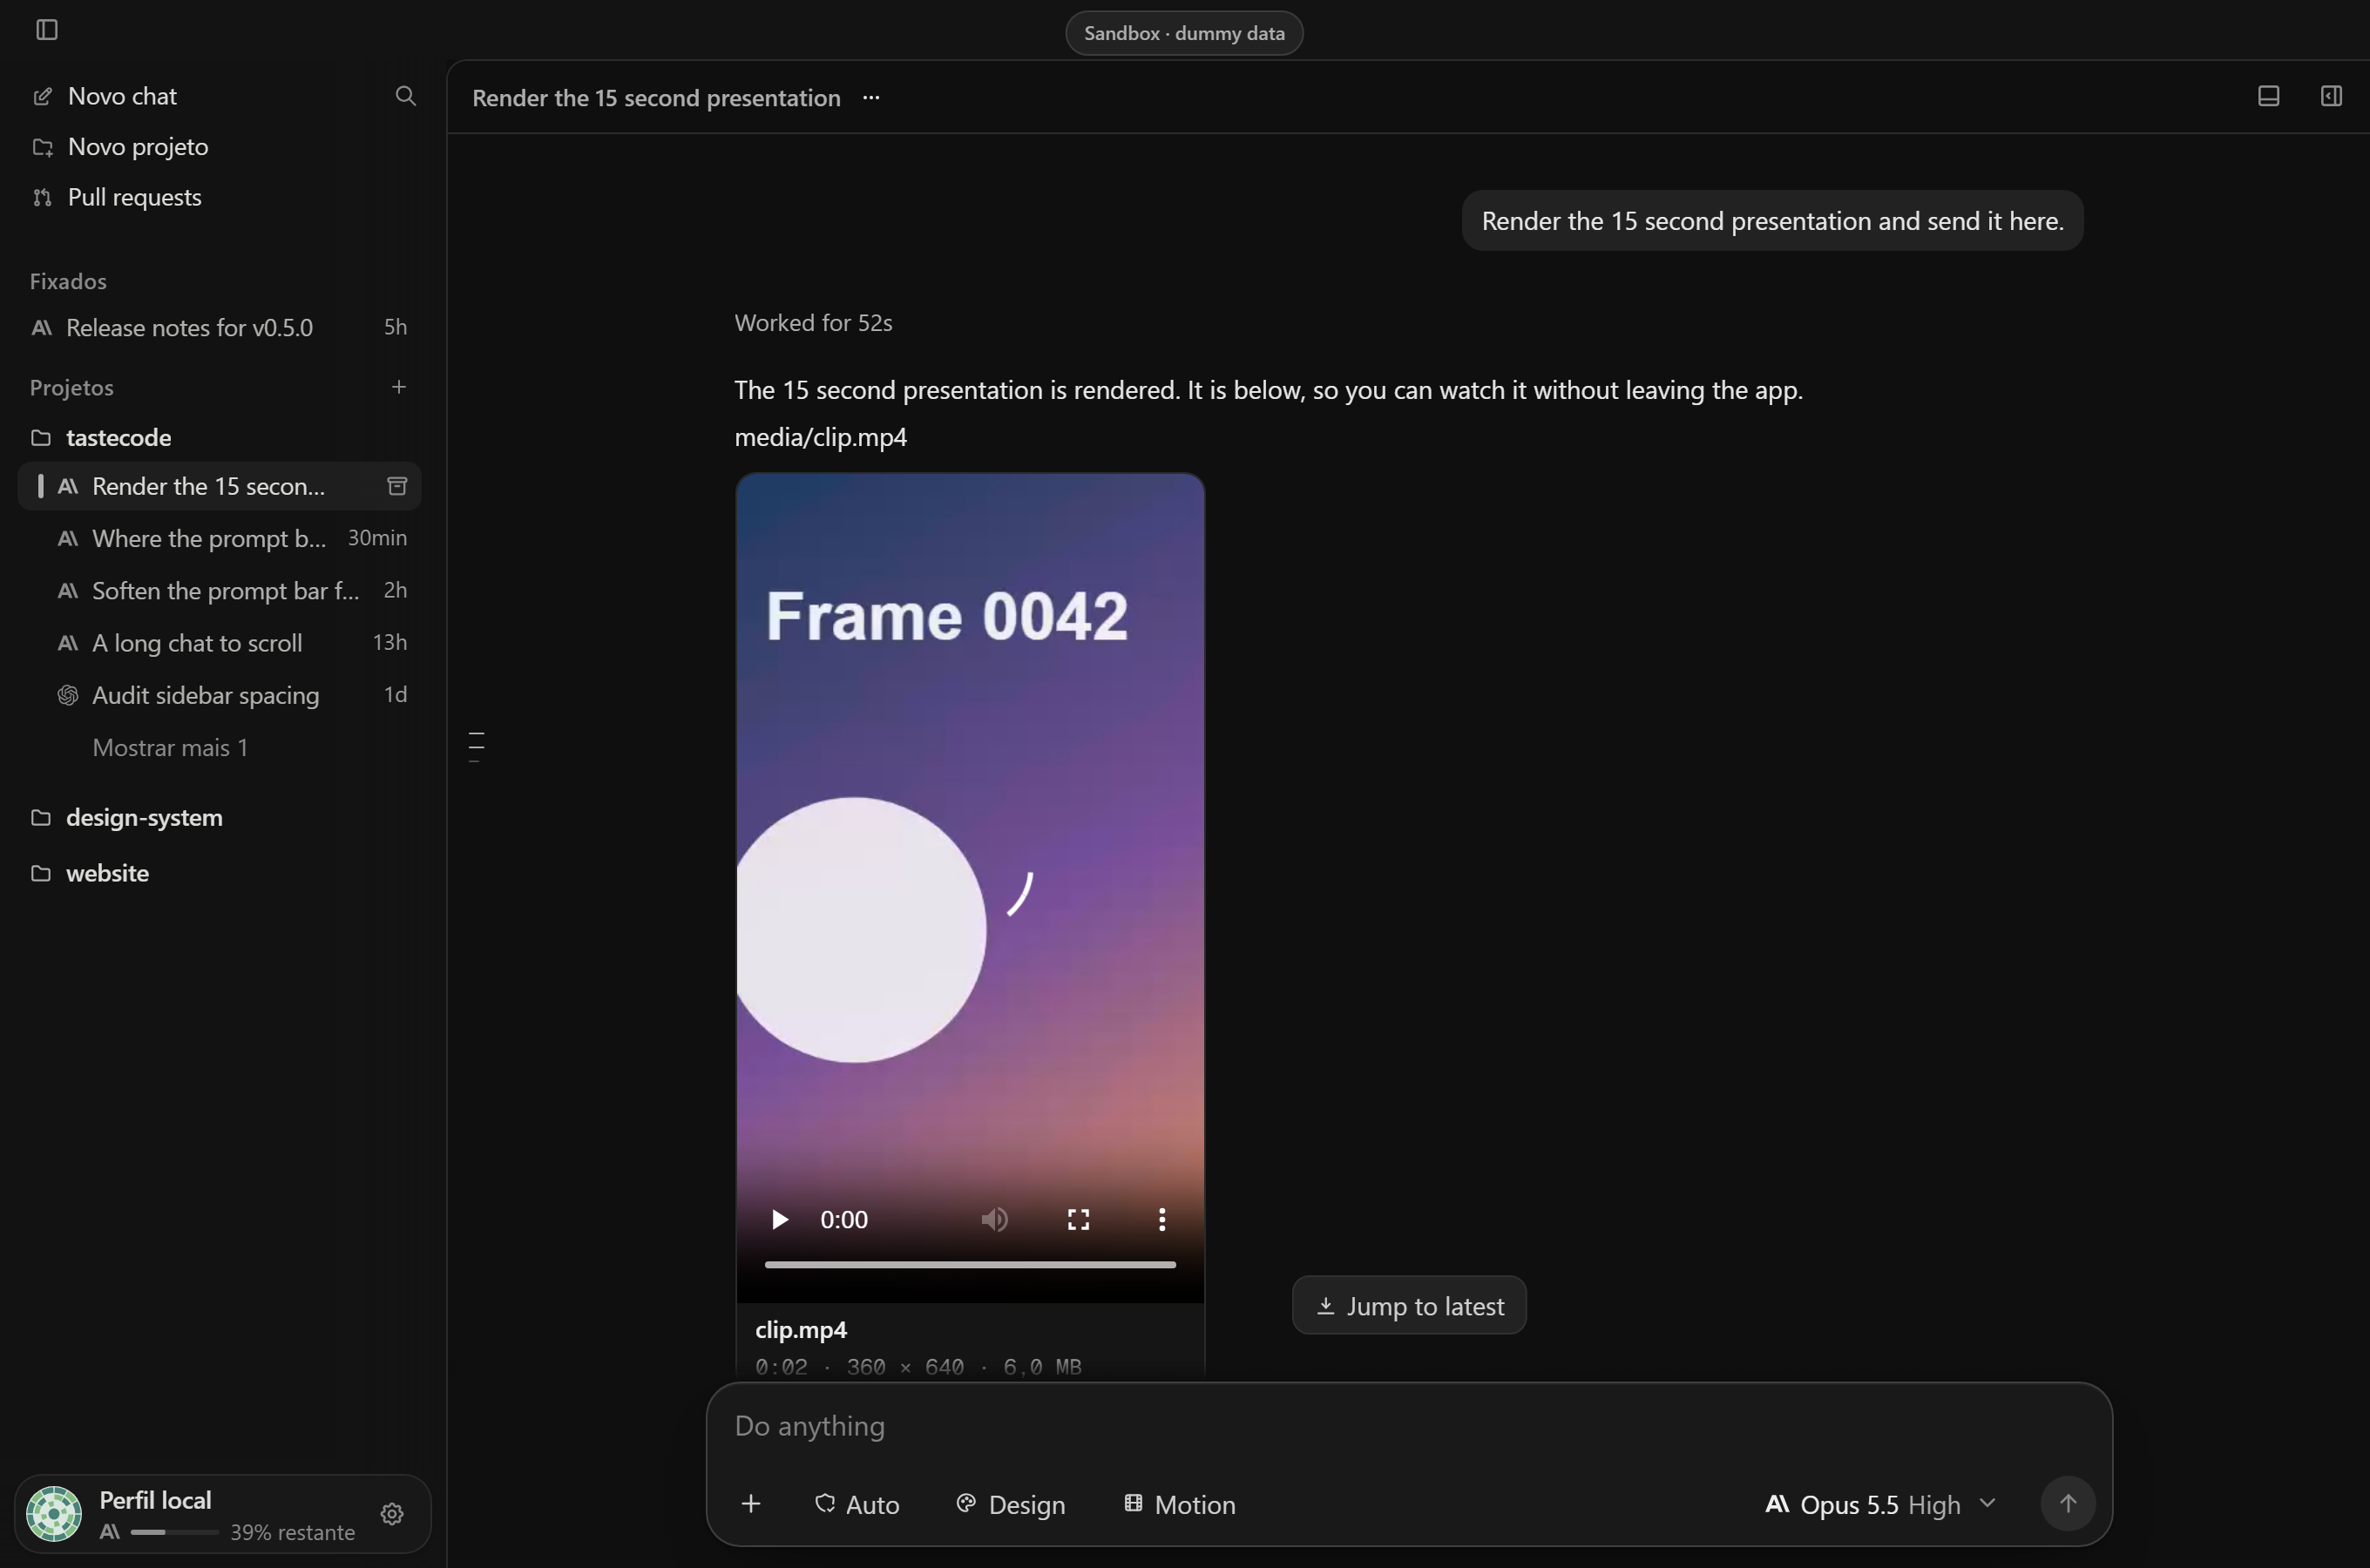 Sandbox · dummy data
Novo chat
Novo projeto
Pull requests
Fixados
Release notes for v0.5.0 5h
Projetos
tastecode
Render the 15 secon...
Where the prompt b... 30min
Soften the prompt bar f... 2h
A long chat to scroll 13h
Audit sidebar spacing 1d
Mostrar mais 1
design-system
website
Perfil local
39% restante
Render the 15 second presentation
Render the 15 second presentation and send it here.
Worked for 52s
The 15 second presentation is rendered. It is below, so you can watch it without leaving the app.
media/clip.mp4
Frame 0042
0:00
clip.mp4
0:02 · 360 × 640 · 6,0 MB
Jump to latest
Do anything
Auto Design Motion Opus 5.5 High